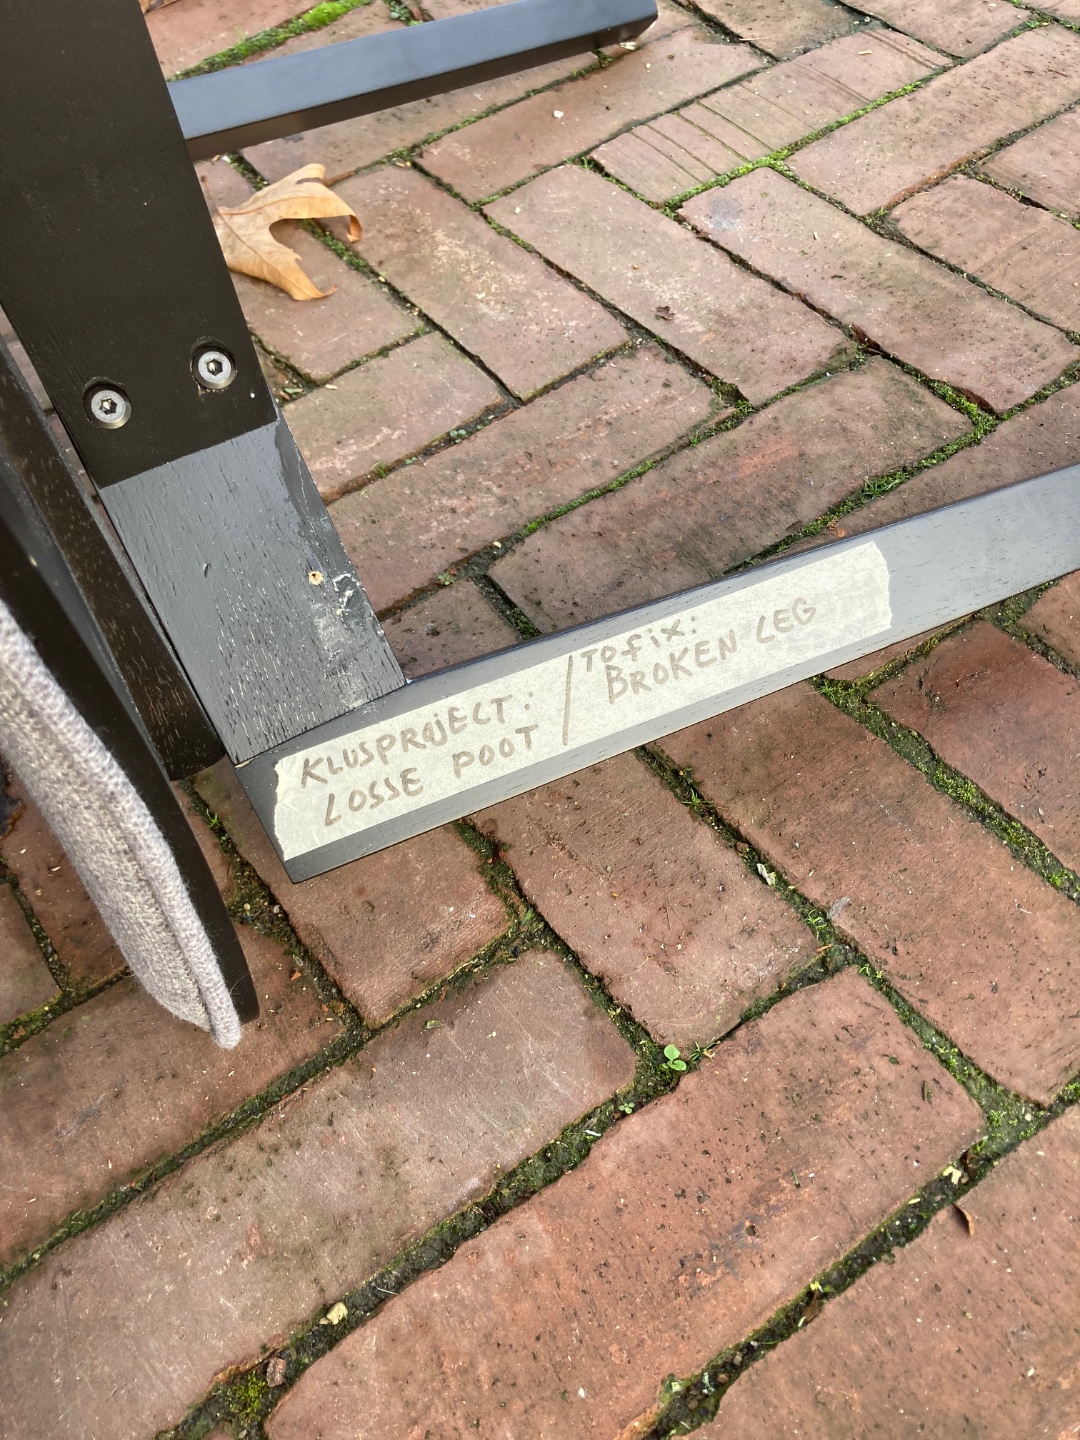 KLUSPROJECT: /
LOSSE POOT
TO FIX:
BROKEN LEG